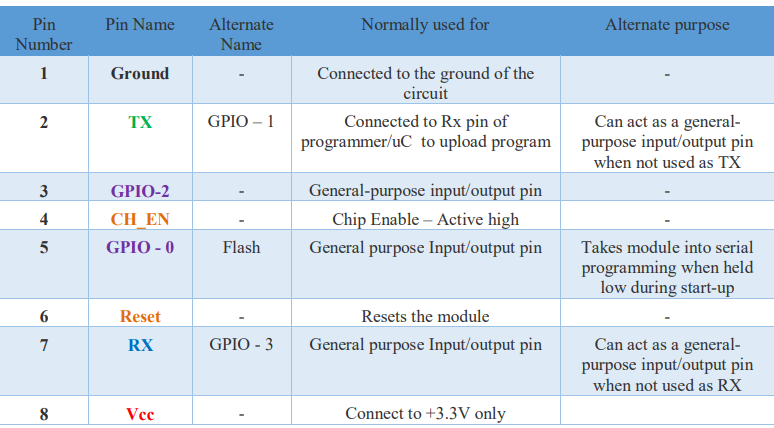 Pin Number | Pin Name | Alternate Name | Normally used for | Alternate purpose
1 | Ground | - | Connected to the ground of the circuit | -
2 | TX | GPIO – 1 | Connected to Rx pin of programmer/uC to upload program | Can act as a general-purpose input/output pin when not used as TX
3 | GPIO-2 | - | General-purpose input/output pin | -
4 | CH_EN | - | Chip Enable – Active high | -
5 | GPIO - 0 | Flash | General purpose Input/output pin | Takes module into serial programming when held low during start-up
6 | Reset | - | Resets the module | -
7 | RX | GPIO - 3 | General purpose Input/output pin | Can act as a general-purpose input/output pin when not used as RX
8 | Vcc | - | Connect to +3.3V only |